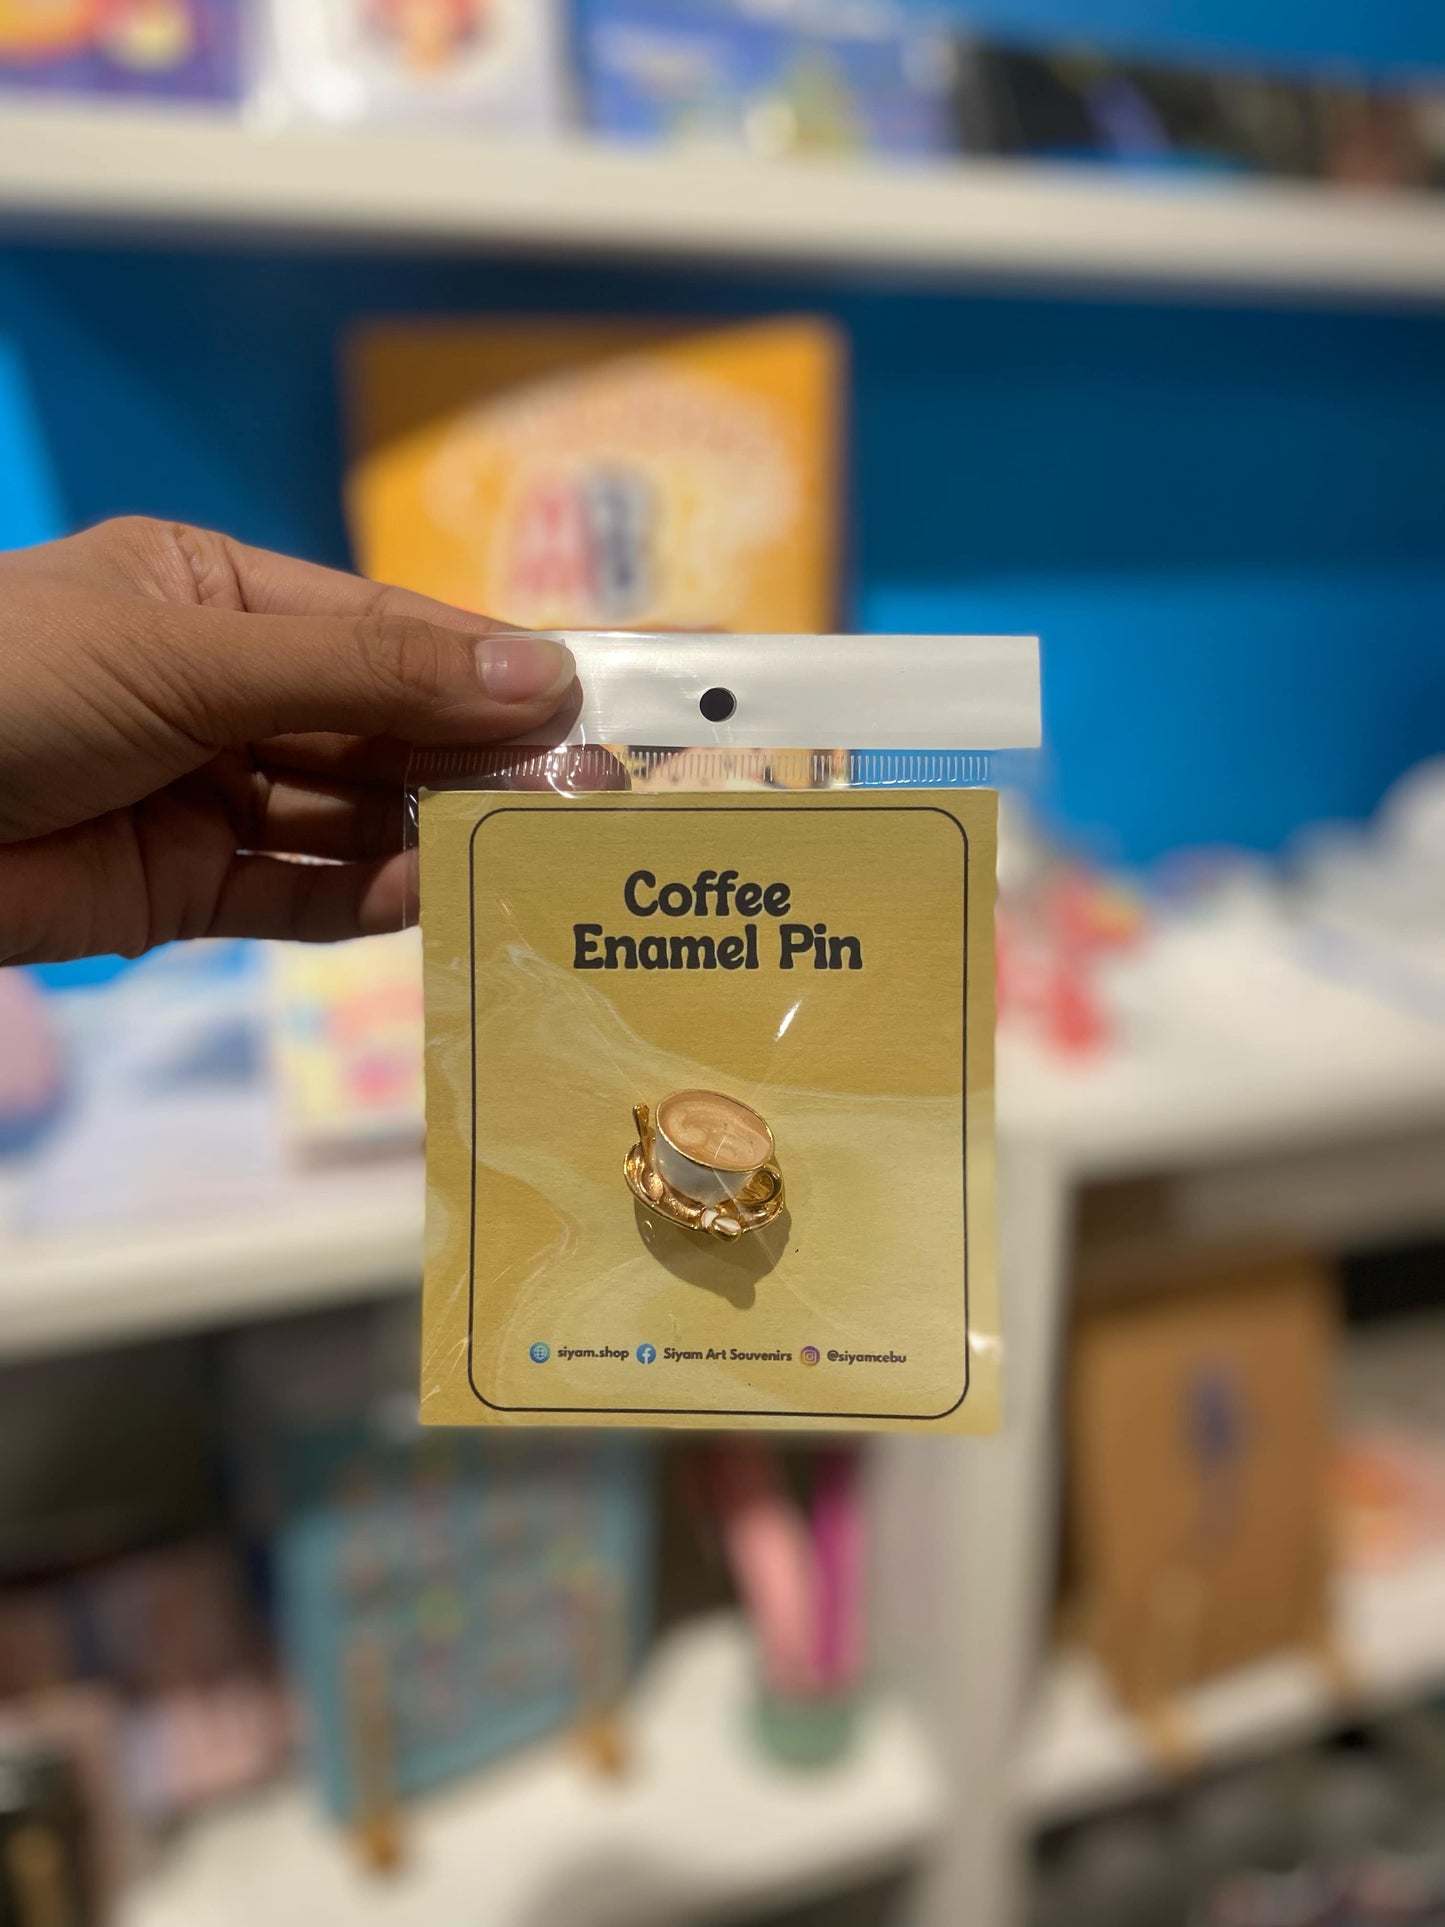 Coffee
Enamel Pin
siyam.shop Siyam Art Souvenirs @siyamcebu